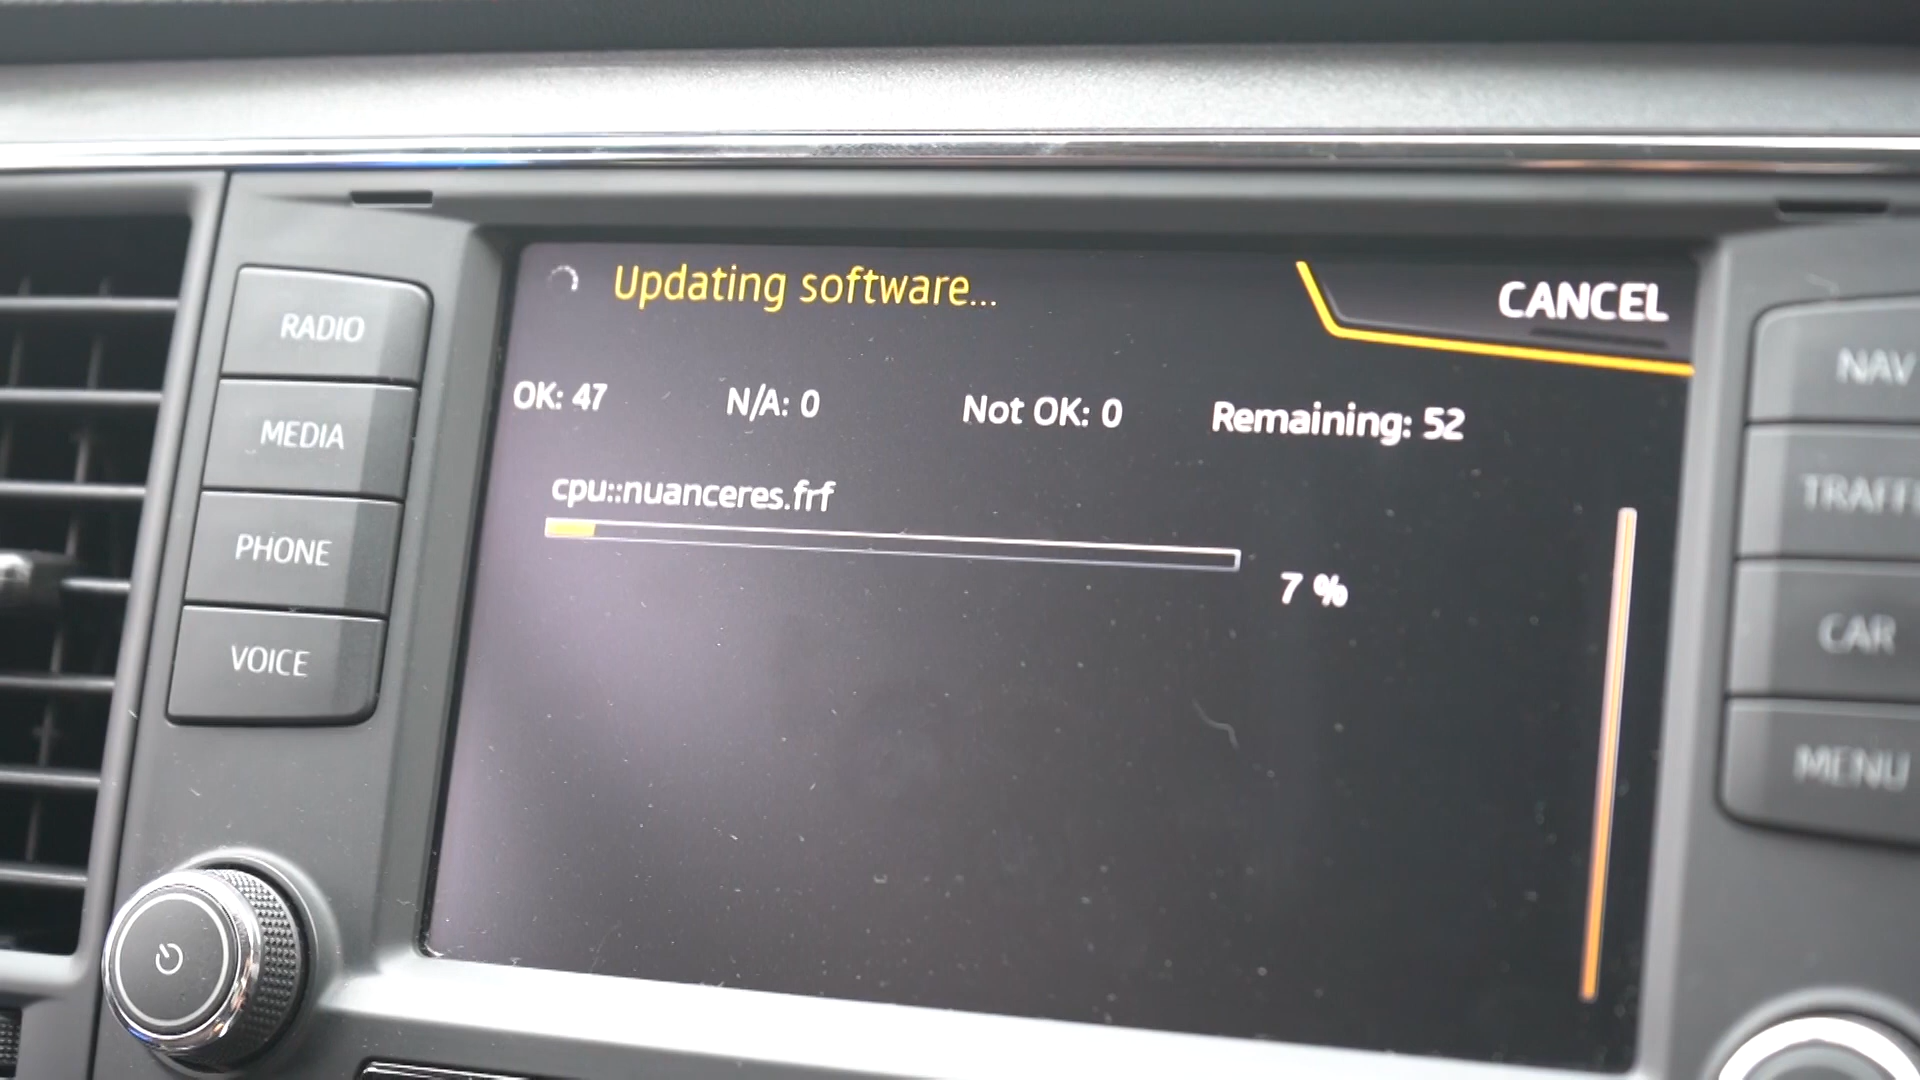 Updating software...
CANCEL
OK: 47 N/A: 0 Not OK: 0 Remaining: 52
cpu::nuanceres.frf
7 %
RADIO
MEDIA
PHONE
VOICE
NAV
CAR
MENU